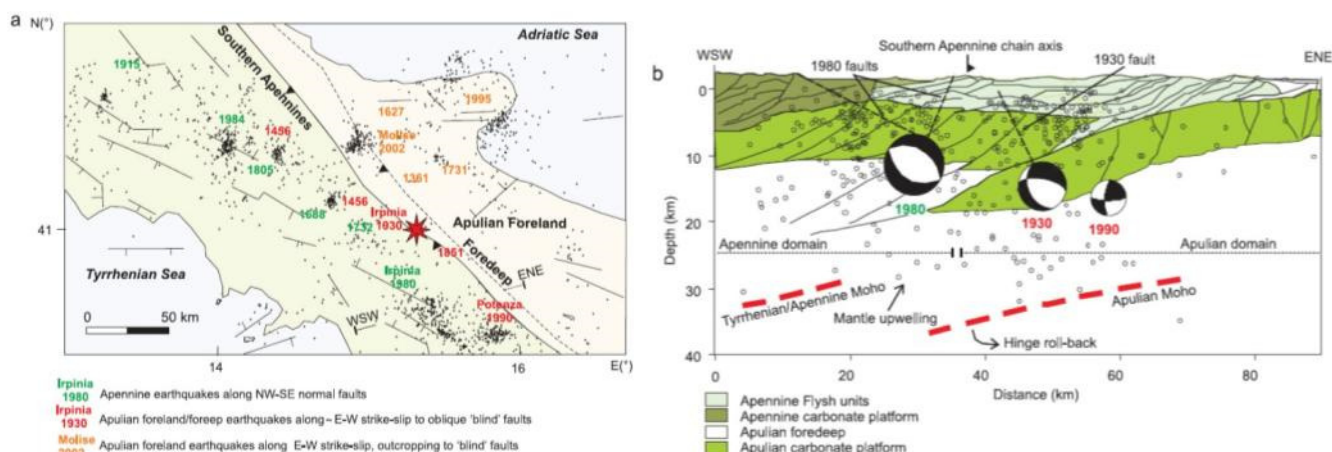 a
N(°)
Adriatic Sea
Southern Apennines
1915
1995
1627
1984
1456
Molise
2002
1805
1731
1361
1688
1456
Irpinia
1930
1732
Apulian Foreland
41
1851
Foredeep
Tyrrhenian Sea
Irpinia
1980
ENE
Potenza
1990
WSW
0 50 km
14
16
E(°)
Irpinia
1980
Apennine earthquakes along NW-SE normal faults
Irpinia
1930
Apulian foreland/foreep earthquakes along~ E-W strike-slip to oblique 'blind' faults
Molise
2002
Apulian foreland earthquakes along E-W strike-slip, outcropping to 'blind' faults
b
WSW
Southern Apennine chain axis
ENE
1980 faults
1930 fault
0
10
20
30
40
Depth (km)
1980
1930
1990
Apennine domain
Apulian domain
Tyrrhenian/Apennine Moho
Mantle upwelling
Apulian Moho
Hinge roll-back
0 20 40 60 80
Distance (km)
Apennine Flysh units
Apennine carbonate platform
Apulian foredeep
Apulian carbonate platform